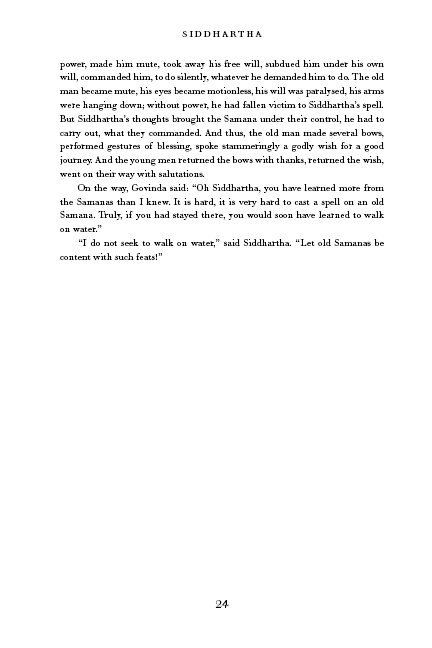 SIDDHARTHA
power, made him mute, took away his free will, subdued him under his own
will, commanded him, to do silently, whatever he demanded him to do. The old
man became mute, his eyes became motionless, his will was paralysed, his arms
were hanging down; without power, he had fallen victim to Siddhartha’s spell.
But Siddhartha’s thoughts brought the Samana under their control, he had to
carry out, what they commanded. And thus, the old man made several bows,
performed gestures of blessing, spoke stammeringly a godly wish for a good
journey. And the young men returned the bows with thanks, returned the wish,
went on their way with salutations.
On the way, Govinda said: “Oh Siddhartha, you have learned more from
the Samanas than I knew. It is hard, it is very hard to cast a spell on an old
Samana. Truly, if you had stayed there, you would soon have learned to walk
on water.”
“I do not seek to walk on water,” said Siddhartha. “Let old Samanas be
content with such feats!”
24